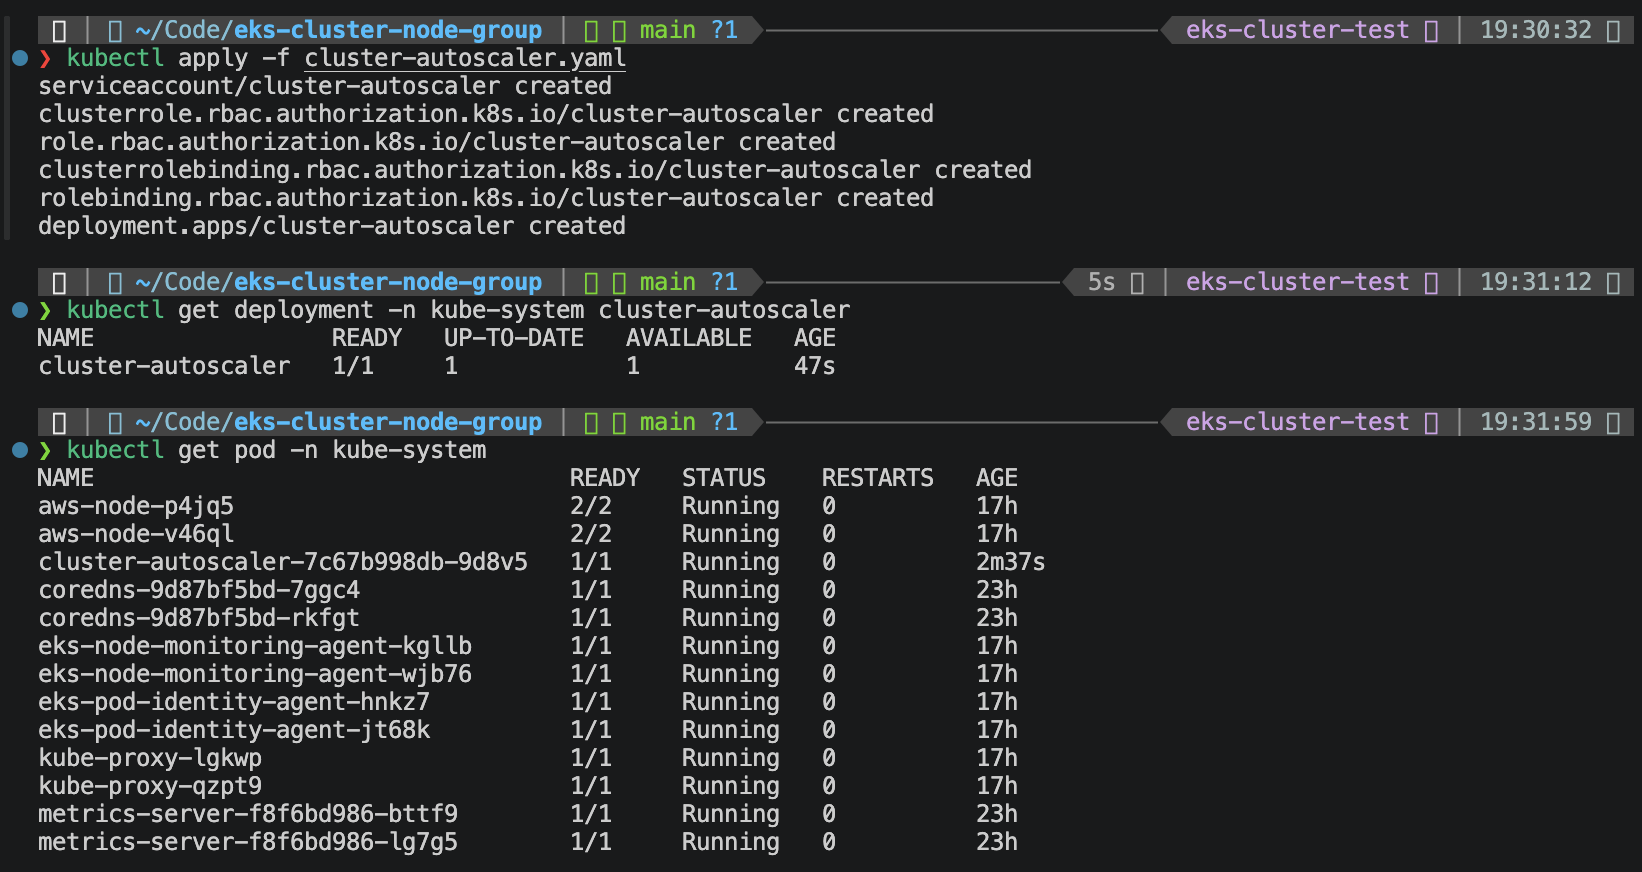 ~/Code/eks-cluster-node-group main ?1 eks-cluster-test 19:30:32
❯ kubectl apply -f cluster-autoscaler.yaml
serviceaccount/cluster-autoscaler created
clusterrole.rbac.authorization.k8s.io/cluster-autoscaler created
role.rbac.authorization.k8s.io/cluster-autoscaler created
clusterrolebinding.rbac.authorization.k8s.io/cluster-autoscaler created
rolebinding.rbac.authorization.k8s.io/cluster-autoscaler created
deployment.apps/cluster-autoscaler created
~/Code/eks-cluster-node-group main ?1 5s eks-cluster-test 19:31:12
❯ kubectl get deployment -n kube-system cluster-autoscaler
NAME READY UP-TO-DATE AVAILABLE AGE
cluster-autoscaler 1/1 1 1 47s
~/Code/eks-cluster-node-group main ?1 eks-cluster-test 19:31:59
❯ kubectl get pod -n kube-system
NAME READY STATUS RESTARTS AGE
aws-node-p4jq5 2/2 Running 0 17h
aws-node-v46ql 2/2 Running 0 17h
cluster-autoscaler-7c67b998db-9d8v5 1/1 Running 0 2m37s
coredns-9d87bf5bd-7ggc4 1/1 Running 0 23h
coredns-9d87bf5bd-rkfgt 1/1 Running 0 23h
eks-node-monitoring-agent-kgllb 1/1 Running 0 17h
eks-node-monitoring-agent-wjb76 1/1 Running 0 17h
eks-pod-identity-agent-hnkz7 1/1 Running 0 17h
eks-pod-identity-agent-jt68k 1/1 Running 0 17h
kube-proxy-lgkwp 1/1 Running 0 17h
kube-proxy-qzpt9 1/1 Running 0 17h
metrics-server-f8f6bd986-bttf9 1/1 Running 0 23h
metrics-server-f8f6bd986-lg7g5 1/1 Running 0 23h